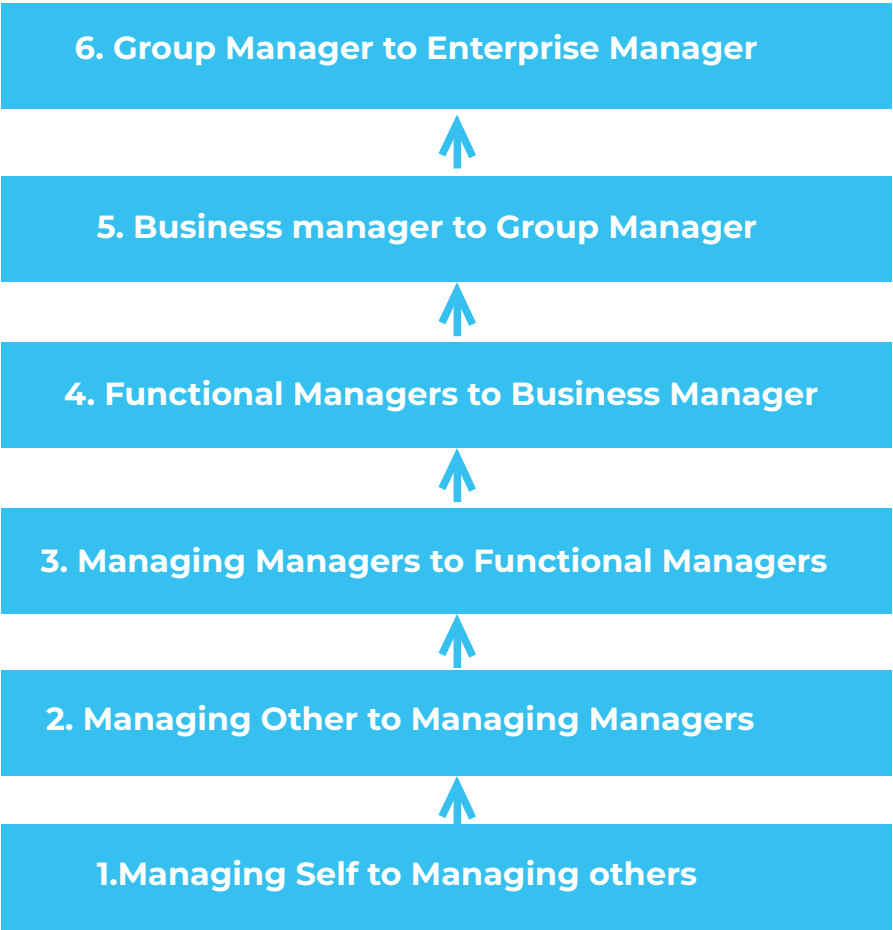 6. Group Manager to Enterprise Manager
5. Business manager to Group Manager
4. Functional Managers to Business Manager
3. Managing Managers to Functional Managers
2. Managing Other to Managing Managers
1.Managing Self to Managing others